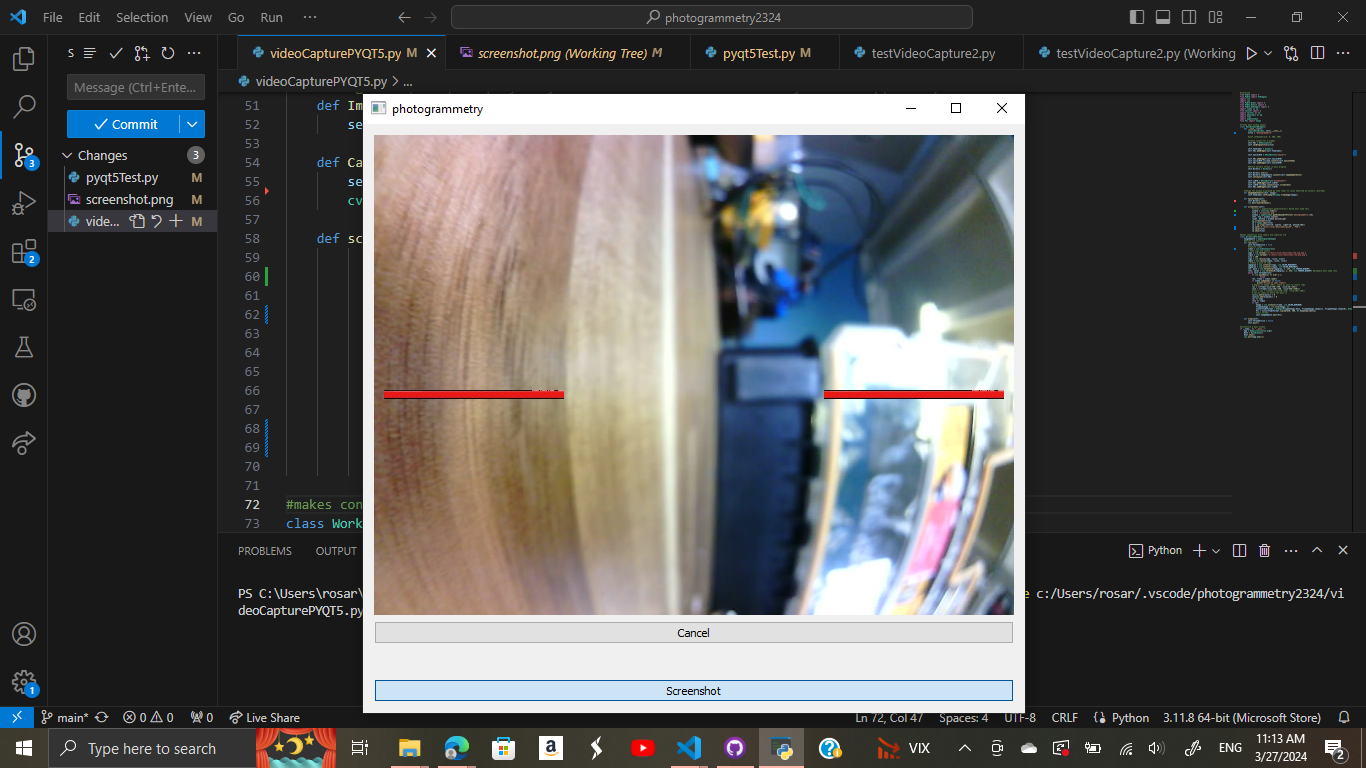 File Edit Selection View Go Run ··· photogrammetry2324
S
Message (Ctrl+Ente...
Commit
Changes 3
pyqt5Test.py M
screenshot.png M
vide... M
videoCapturePYQT5.py M
screenshot.png (Working Tree) M
pyqt5Test.py M
testVideoCapture2.py
testVideoCapture2.py (Working
videoCapturePYQT5.py > ...
51 def Im
52 se
53
54 def Ca
55 se
56 cv
57
58 def sc
59
60
61
62
63
64
65
66
67
68
69
70
71
72 #makes con
73 class Work
photogrammetry
Cancel
Screenshot
PROBLEMS OUTPUT
Python
PS C:\Users\rosar\
e c:/Users/rosar/.vscode/photogrammetry2324/vi
deoCapturePYQT5.py
3
2
1
main* 0 0 0 Live Share
Ln 72, Col 47 Spaces: 4 UTF-8 CRLF Python 3.11.8 64-bit (Microsoft Store)
Type here to search
a
VIX
ENG
11:13 AM
3/27/2024
2